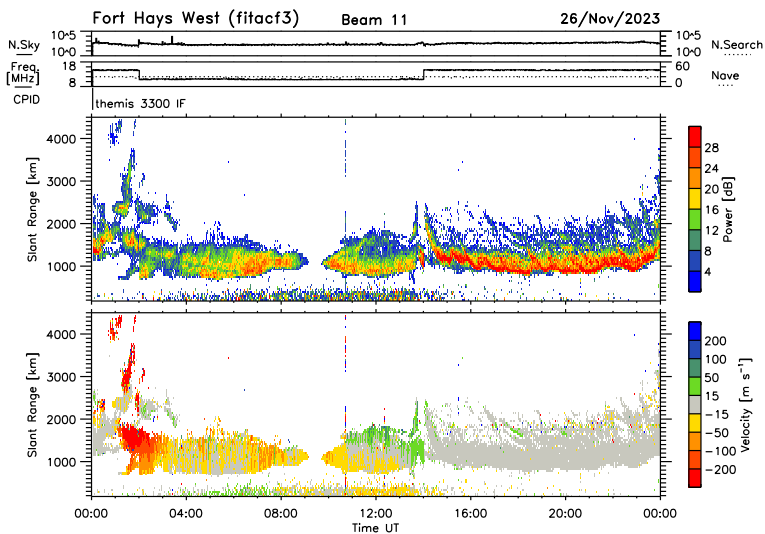 Fort Hays West (fitacf3) Beam 11 26/Nov/2023
N.Sky 10^5 10^0 10^5 10^0 N.Search
Freq. [MHz] 18 8 60 0 Nave
CPID themis 3300 IF
Slant Range [km] 4000 3000 2000 1000
28 24 20 16 12 8 4 Power [dB]
Slant Range [km] 4000 3000 2000 1000
200 100 50 15 -15 -50 -100 -200 Velocity [m s⁻¹]
00:00 04:00 08:00 12:00 16:00 20:00 00:00
Time UT